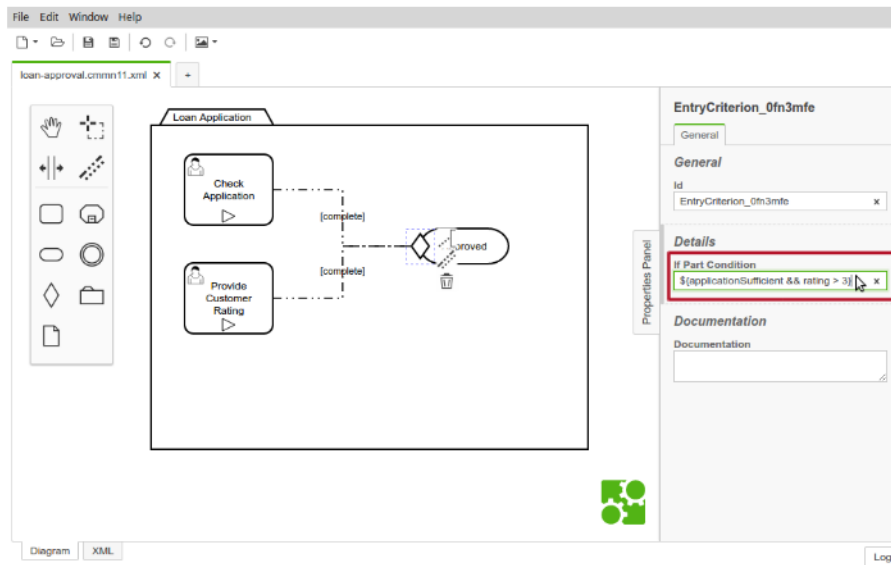 File Edit Window Help
loan-approval.cmmn11.xml x +
Loan Application
Check
Application
[complete]
proved
[complete]
Provide
Customer
Rating
Properties Panel
EntryCriterion_0fn3mfe
General
General
Id
EntryCriterion_0fn3mfe x
Details
If Part Condition
${applicationSufficient && rating > 3} x
Documentation
Documentation
Diagram XML
Log